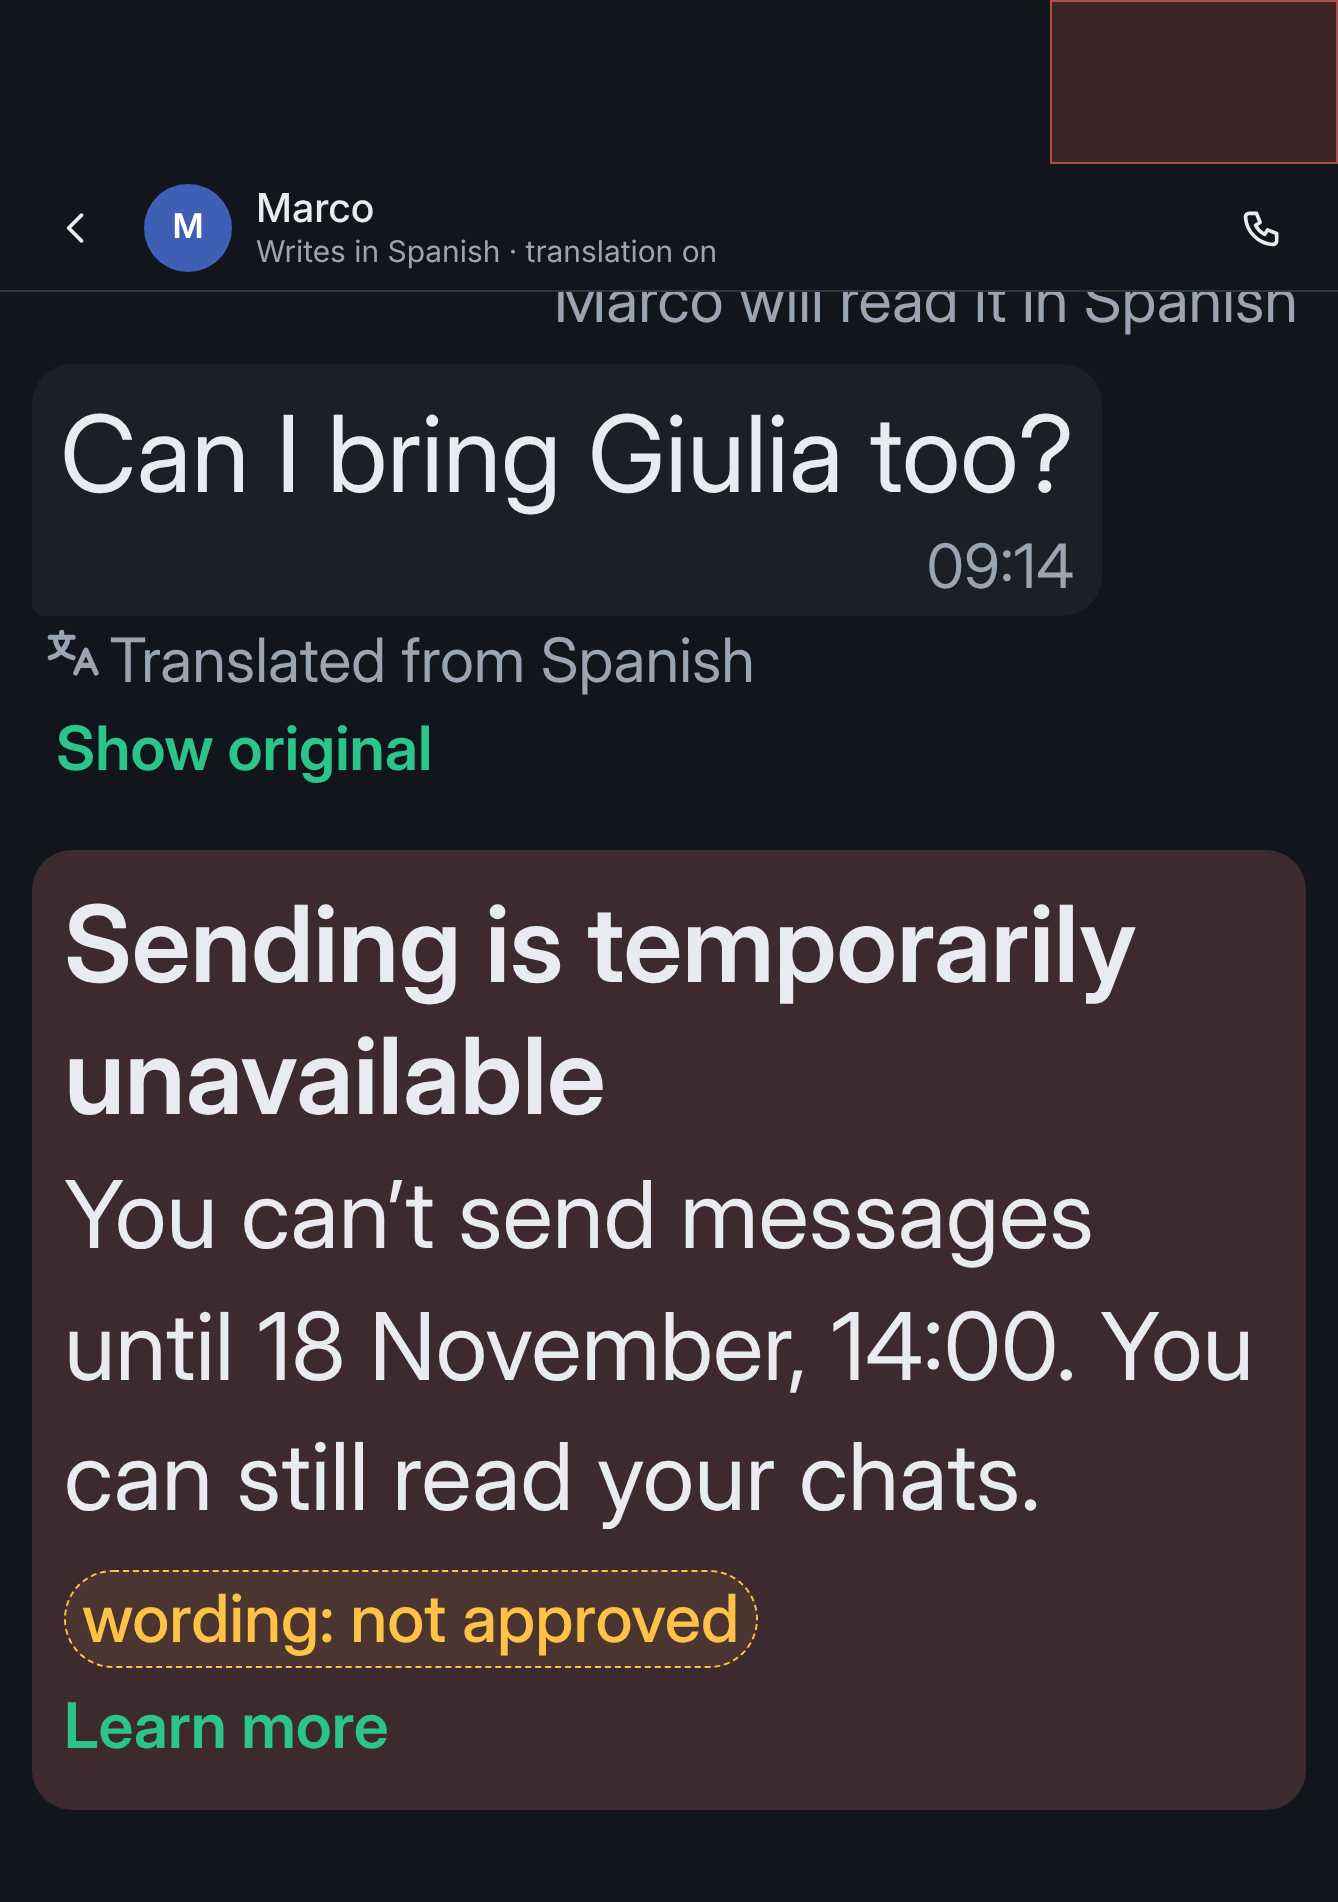 M
Marco
Writes in Spanish · translation on
Marco will read it in Spanish
Can I bring Giulia too?
09:14
Translated from Spanish
Show original
Sending is temporarily
unavailable
You can’t send messages
until 18 November, 14:00. You
can still read your chats.
wording: not approved
Learn more